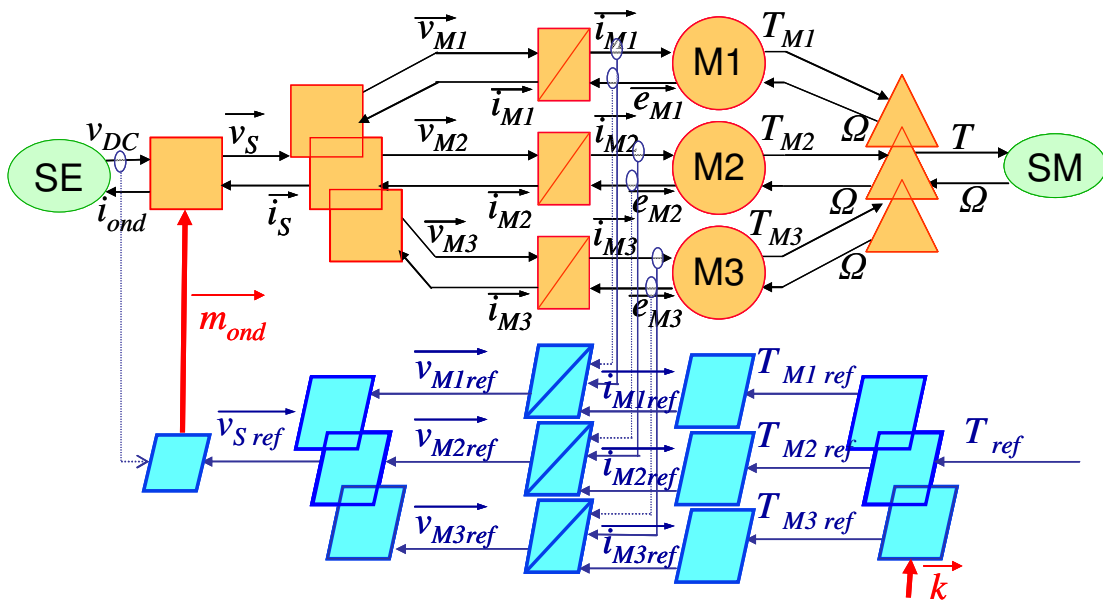 v_M1 i_M1 T_M1
M1
i_M1 e_M1 Ω
v_DC v_S v_M2 i_M2 T_M2 T
SE M2 SM
i_ond i_S i_M2 e_M2 Ω Ω
v_M3 i_M3 T_M3
M3 Ω
i_M3 e_M3
m_ond
v_M1ref i_M1ref T_M1 ref
v_S ref v_M2ref i_M2ref T_M2 ref T_ref
v_M3ref i_M3ref T_M3 ref
k